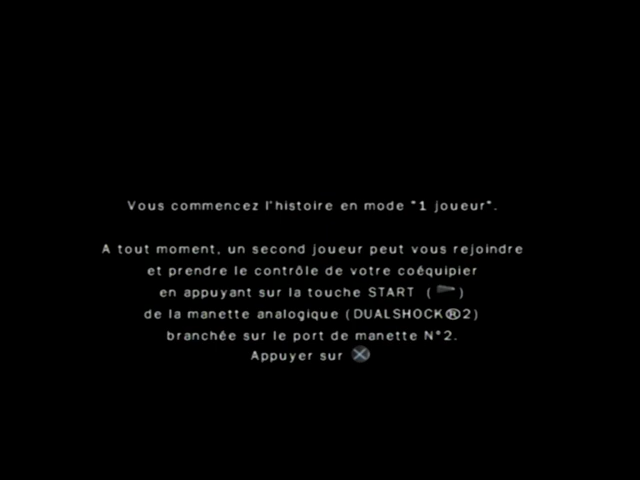 Vous commencez l'histoire en mode "1 joueur".
A tout moment, un second joueur peut vous rejoindre
et prendre le contrôle de votre coéquipier
en appuyant sur la touche START ( )
de la manette analogique (DUALSHOCK®2)
branchée sur le port de manette N°2.
Appuyer sur